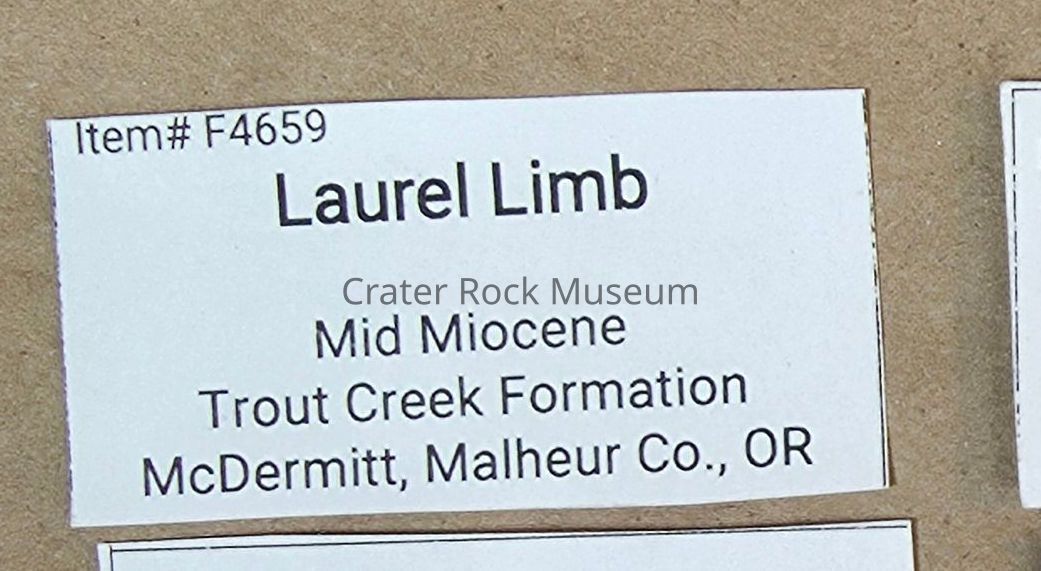 Item# F4659
Laurel Limb
Crater Rock Museum
Mid Miocene
Trout Creek Formation
McDermitt, Malheur Co., OR